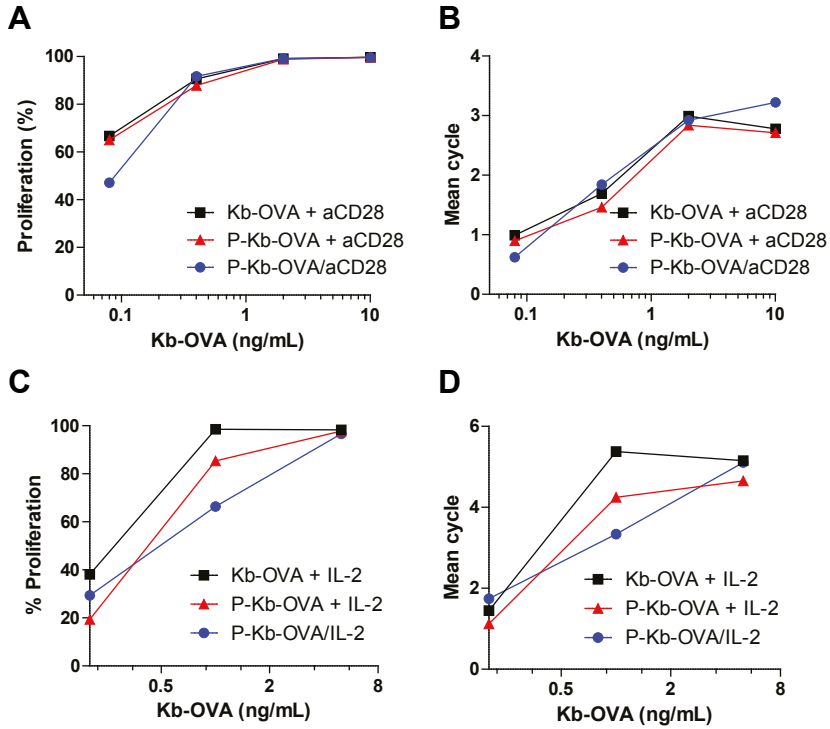 A
Proliferation (%)
100
80
60
40
20
0
0.1
1
10
Kb-OVA (ng/mL)
Kb-OVA + aCD28
P-Kb-OVA + aCD28
P-Kb-OVA/aCD28
B
Mean cycle
4
3
2
1
0
0.1
1
10
Kb-OVA (ng/mL)
Kb-OVA + aCD28
P-Kb-OVA + aCD28
P-Kb-OVA/aCD28
C
% Proliferation
100
80
60
40
20
0
0.5
2
8
Kb-OVA (ng/mL)
Kb-OVA + IL-2
P-Kb-OVA + IL-2
P-Kb-OVA/IL-2
D
Mean cycle
6
4
2
0
0.5
2
8
Kb-OVA (ng/mL)
Kb-OVA + IL-2
P-Kb-OVA + IL-2
P-Kb-OVA/IL-2